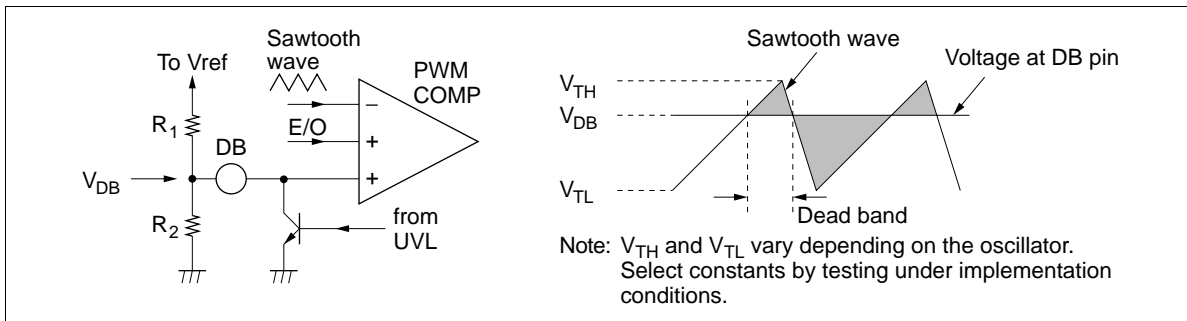 To Vref
R1
VDB
R2
DB
Sawtooth
wave
E/O
PWM
COMP
−
+
+
from
UVL
Sawtooth wave
Voltage at DB pin
VTH
VDB
VTL
Dead band
Note: VTH and VTL vary depending on the oscillator.
Select constants by testing under implementation
conditions.